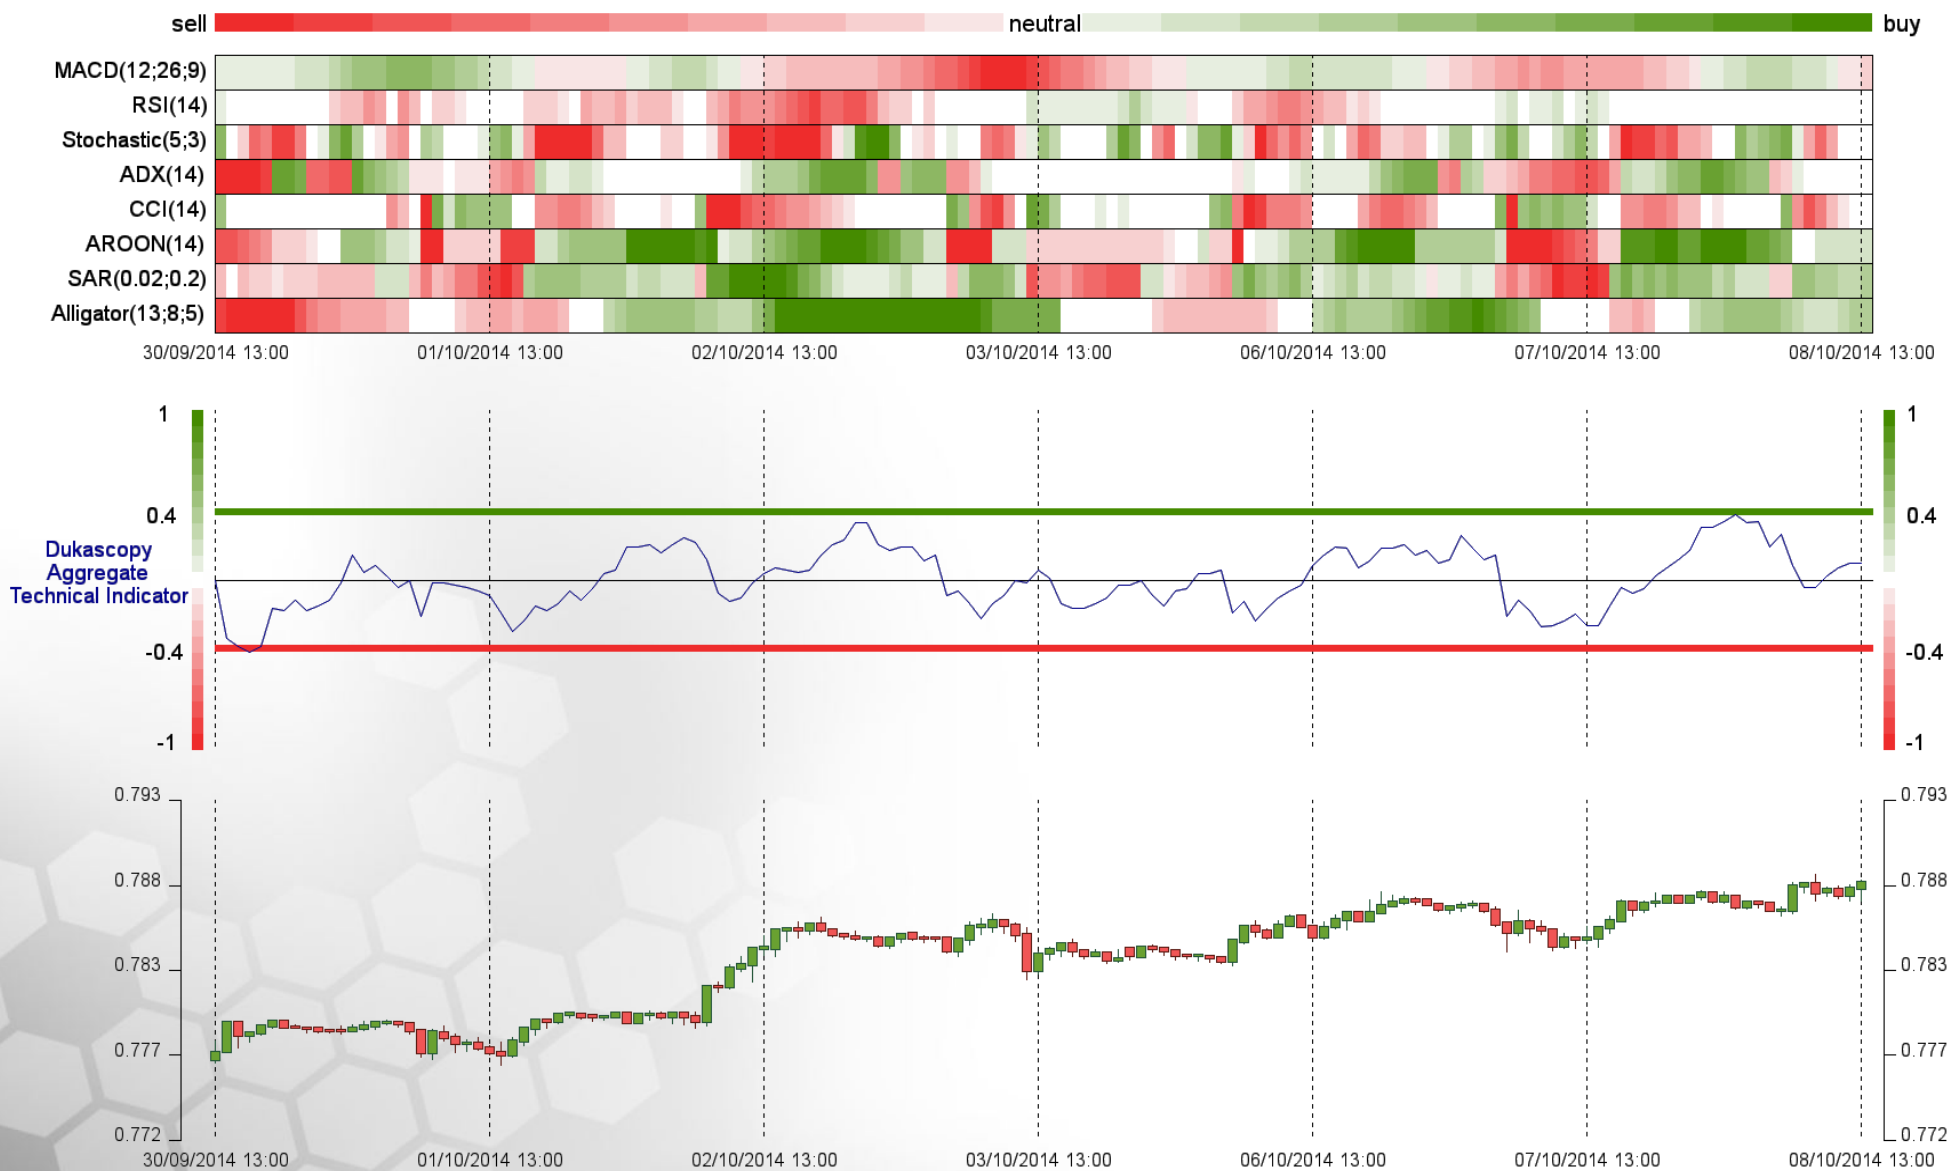 sell neutral buy
MACD(12;26;9)
RSI(14)
Stochastic(5;3)
ADX(14)
CCI(14)
AROON(14)
SAR(0.02;0.2)
Alligator(13;8;5)
30/09/2014 13:00 01/10/2014 13:00 02/10/2014 13:00 03/10/2014 13:00 06/10/2014 13:00 07/10/2014 13:00 08/10/2014 13:00
1 1
0.4 0.4
Dukascopy
Aggregate
Technical Indicator
-0.4 -0.4
-1 -1
0.793 0.793
0.788 0.788
0.783 0.783
0.777 0.777
0.772 0.772
30/09/2014 13:00 01/10/2014 13:00 02/10/2014 13:00 03/10/2014 13:00 06/10/2014 13:00 07/10/2014 13:00 08/10/2014 13:00